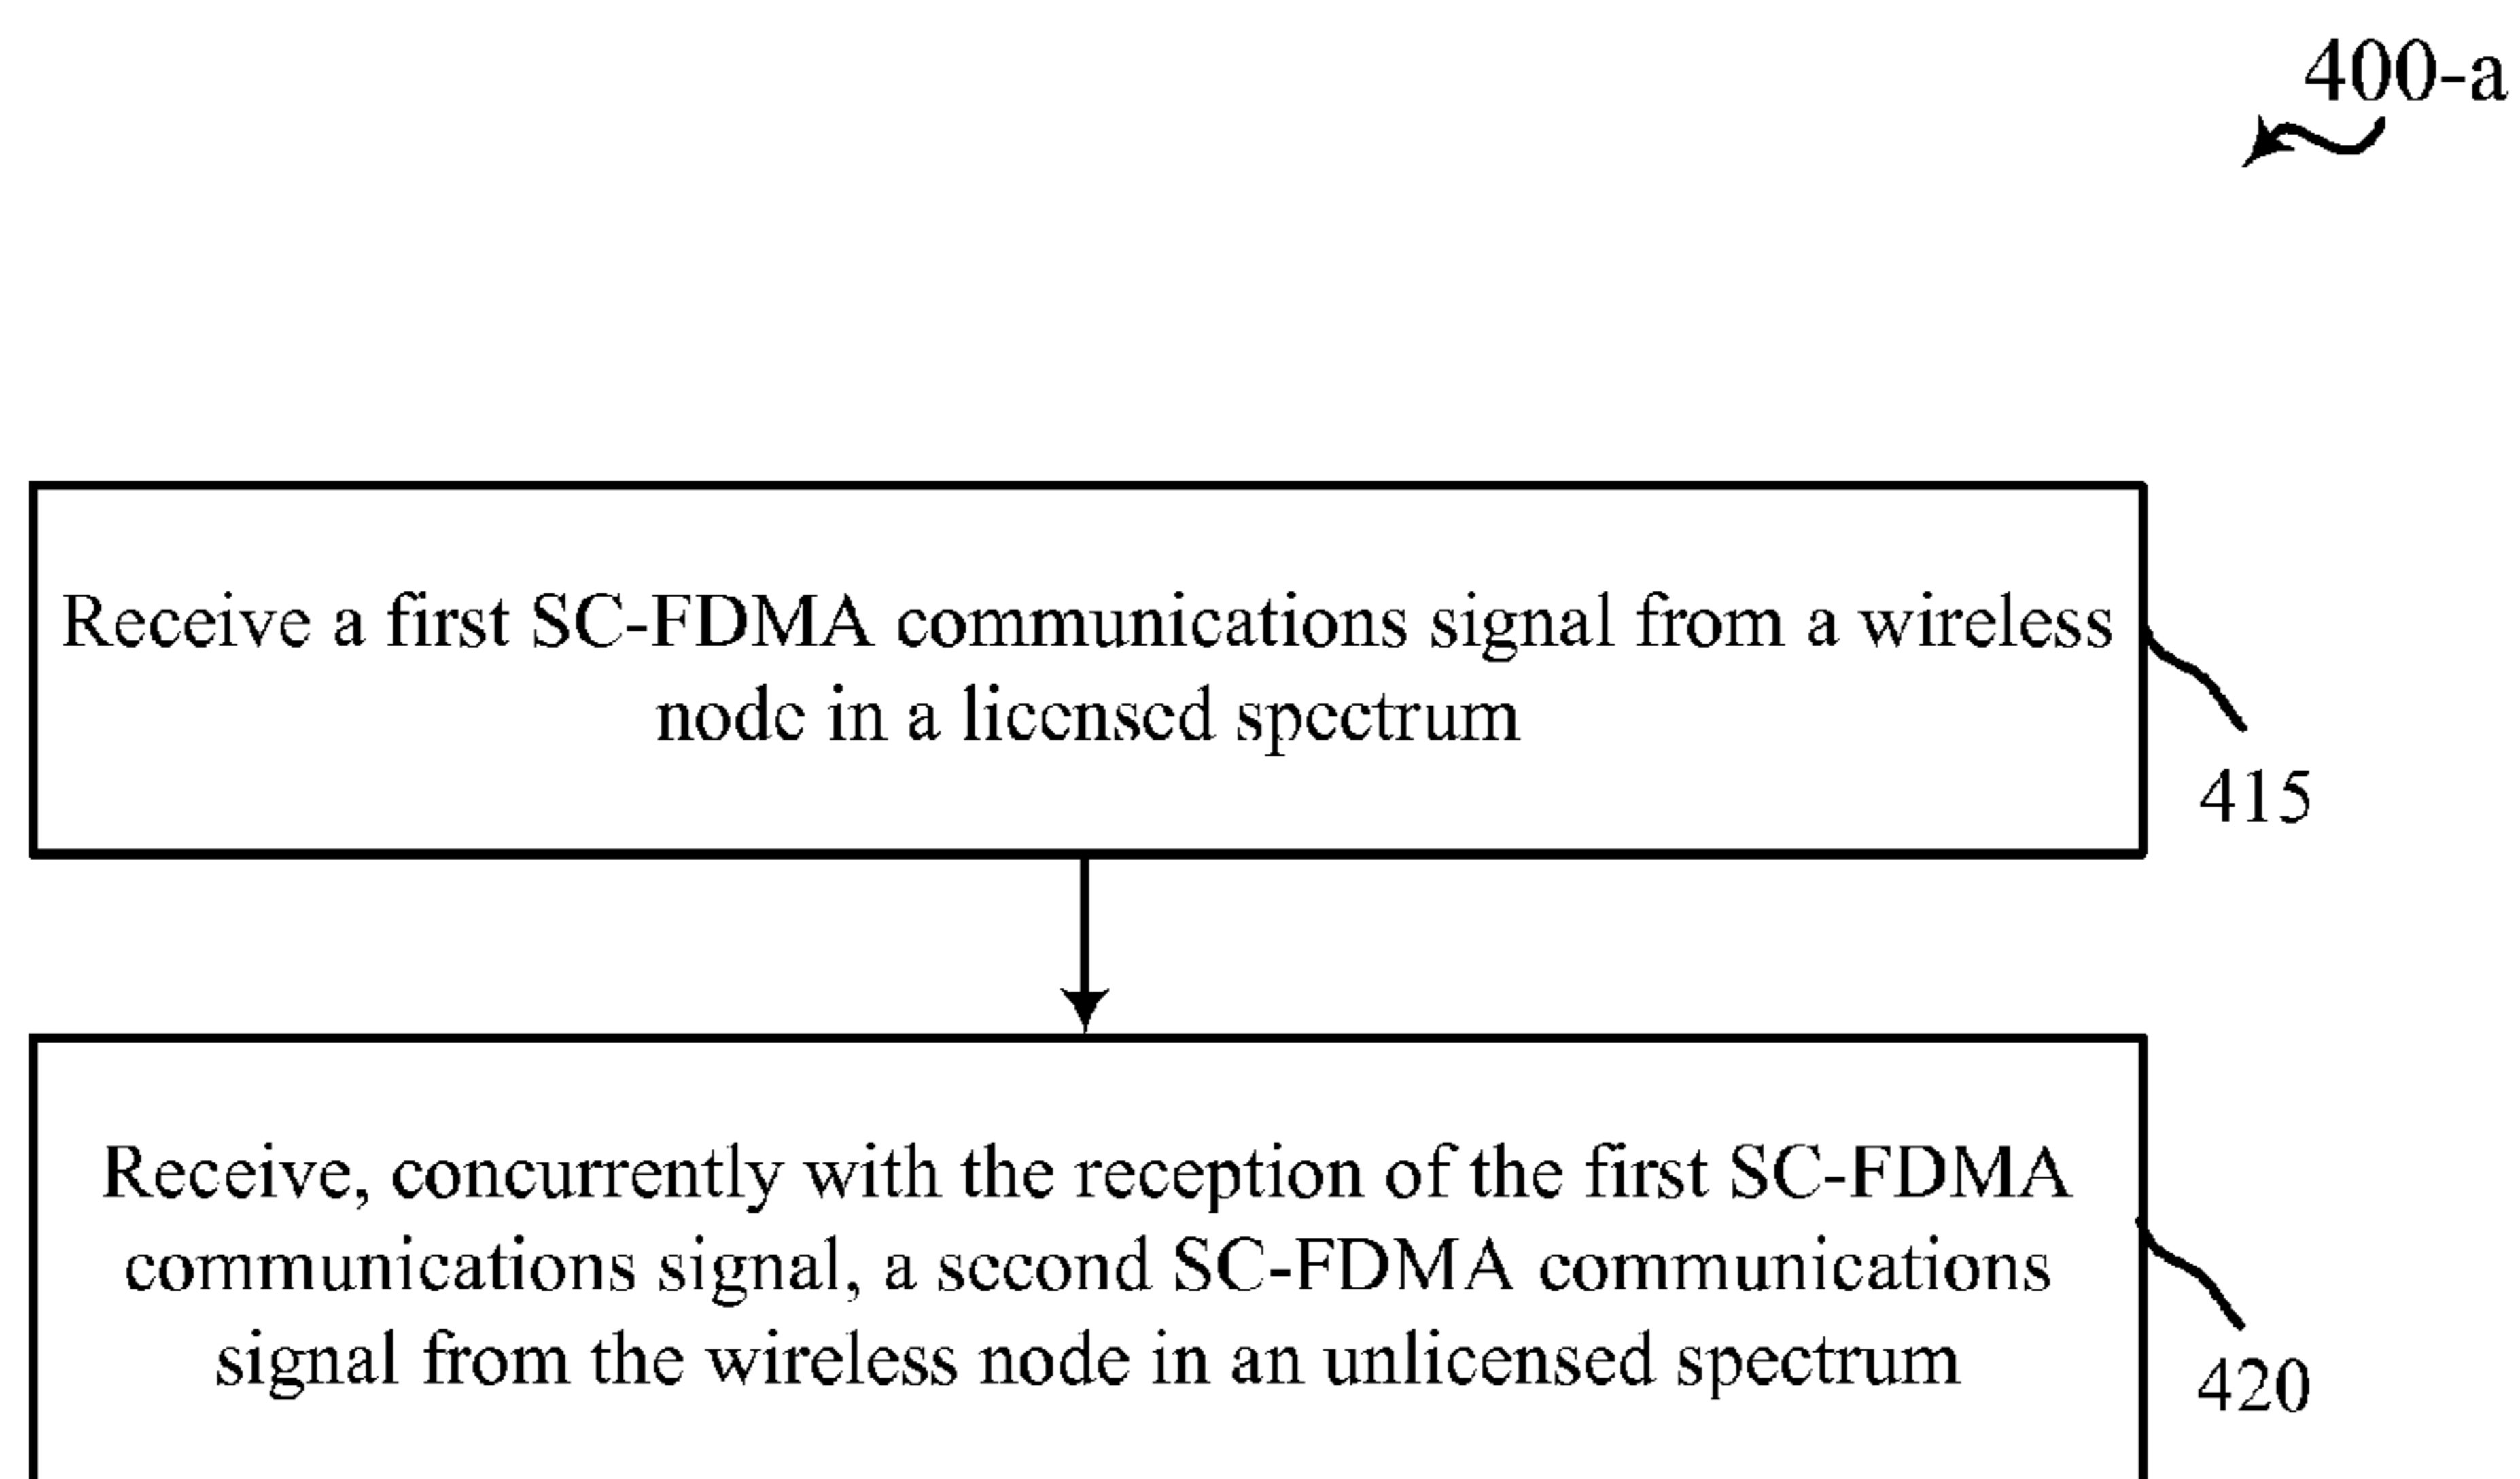 400-a
Receive a first SC-FDMA communications signal from a wireless
node in a licensed spectrum
415
Receive, concurrently with the reception of the first SC-FDMA
communications signal, a second SC-FDMA communications
signal from the wireless node in an unlicensed spectrum
420